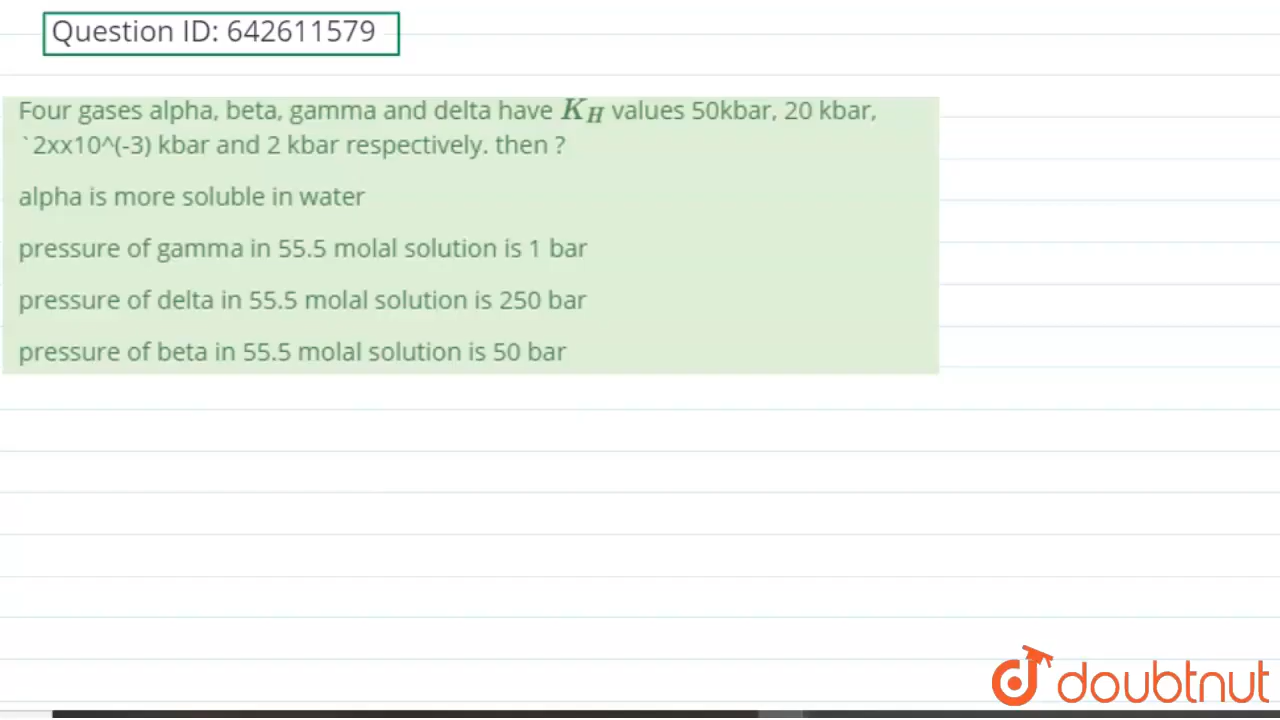 Question ID: 642611579
Four gases alpha, beta, gamma and delta have K_H values 50kbar, 20 kbar,
`2xx10^(-3) kbar and 2 kbar respectively. then ?
alpha is more soluble in water
pressure of gamma in 55.5 molal solution is 1 bar
pressure of delta in 55.5 molal solution is 250 bar
pressure of beta in 55.5 molal solution is 50 bar
doubtnut